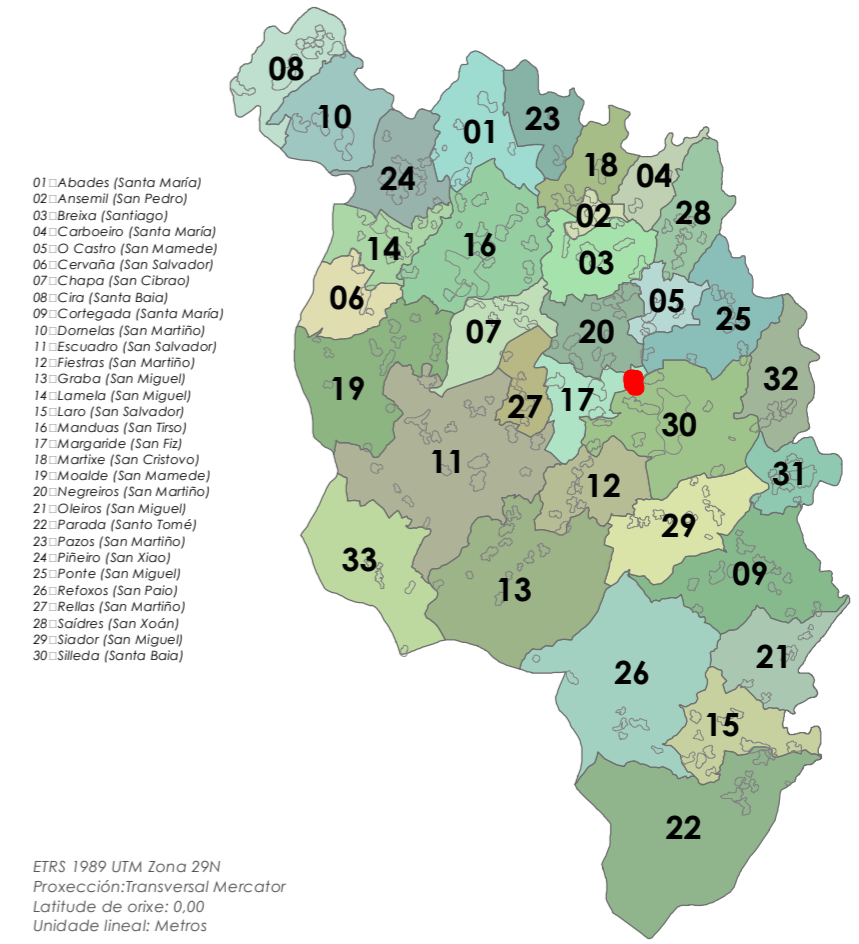 08
10
01
23
18
04
24
02
28
14
16
03
06
05
25
07
20
32
19
27
17
30
11
12
31
29
33
13
09
26
21
15
22
01□Abades (Santa María)
02□Ansemil (San Pedro)
03□Breixa (Santiago)
04□Carboeiro (Santa María)
05□O Castro (San Mamede)
06□Cervaña (San Salvador)
07□Chapa (San Cibrao)
08□Cira (Santa Baia)
09□Cortegada (Santa María)
10□Dornelas (San Martiño)
11□Escuadro (San Salvador)
12□Fiestras (San Martiño)
13□Graba (San Miguel)
14□Lamela (San Miguel)
15□Laro (San Salvador)
16□Manduas (San Tirso)
17□Margaride (San Fiz)
18□Martixe (San Cristovo)
19□Moalde (San Mamede)
20□Negreiros (San Martiño)
21□Oleiros (San Miguel)
22□Parada (Santo Tomé)
23□Pazos (San Martiño)
24□Piñeiro (San Xiao)
25□Ponte (San Miguel)
26□Refoxos (San Paio)
27□Rellas (San Martiño)
28□Saídres (San Xoán)
29□Siador (San Miguel)
30□Silleda (Santa Baia)
ETRS 1989 UTM Zona 29N
Proxección:Transversal Mercator
Latitude de orixe: 0,00
Unidade lineal: Metros